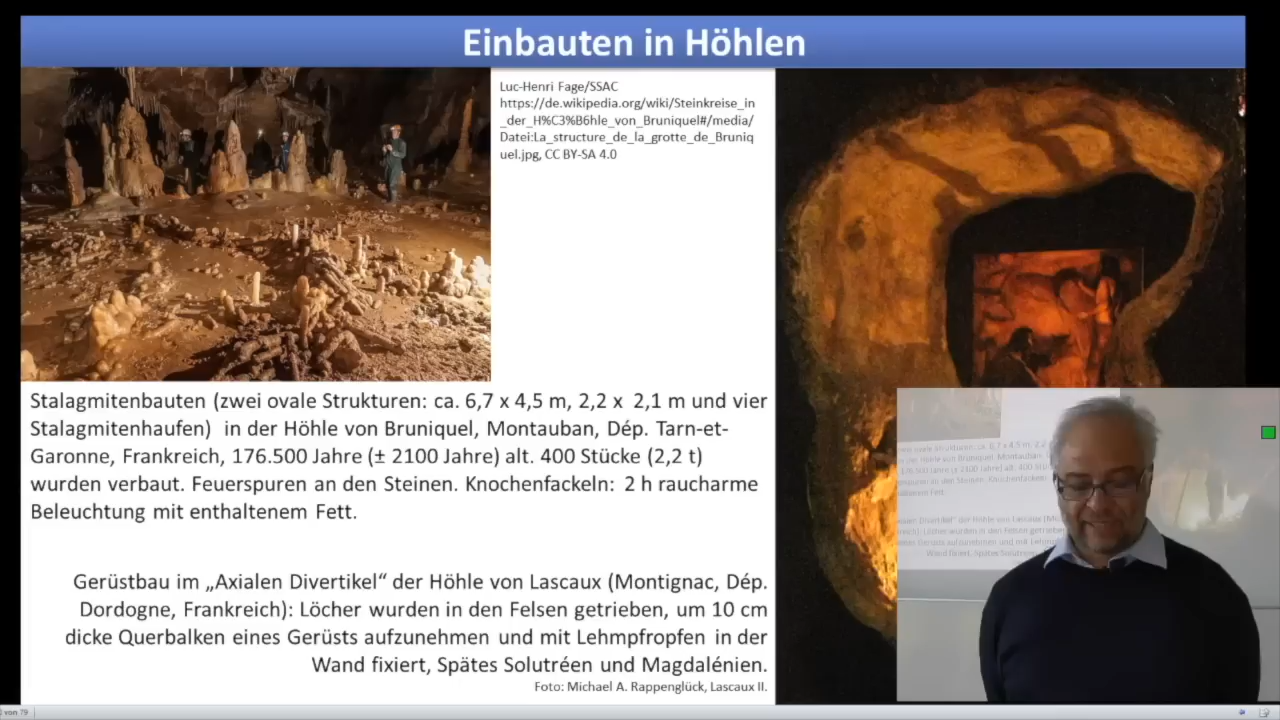 Einbauten in Höhlen
Luc-Henri Fage/SSAC
https://de.wikipedia.org/wiki/Steinkreise_in
_der_H%C3%B6hle_von_Bruniquel#/media/
Datei:La_structure_de_la_grotte_de_Bruniq
uel.jpg, CC BY-SA 4.0
Stalagmitenbauten (zwei ovale Strukturen: ca. 6,7 x 4,5 m, 2,2 x 2,1 m und vier
Stalagmitenhaufen) in der Höhle von Bruniquel, Montauban, Dép. Tarn-et-
Garonne, Frankreich, 176.500 Jahre (± 2100 Jahre) alt. 400 Stücke (2,2 t)
wurden verbaut. Feuerspuren an den Steinen. Knochenfackeln: 2 h raucharme
Beleuchtung mit enthaltenem Fett.
Gerüstbau im „Axialen Divertikel“ der Höhle von Lascaux (Montignac, Dép.
Dordogne, Frankreich): Löcher wurden in den Felsen getrieben, um 10 cm
dicke Querbalken eines Gerüsts aufzunehmen und mit Lehmpfropfen in der
Wand fixiert, Spätes Solutréen und Magdalénien.
Foto: Michael A. Rappenglück, Lascaux II.
von 79